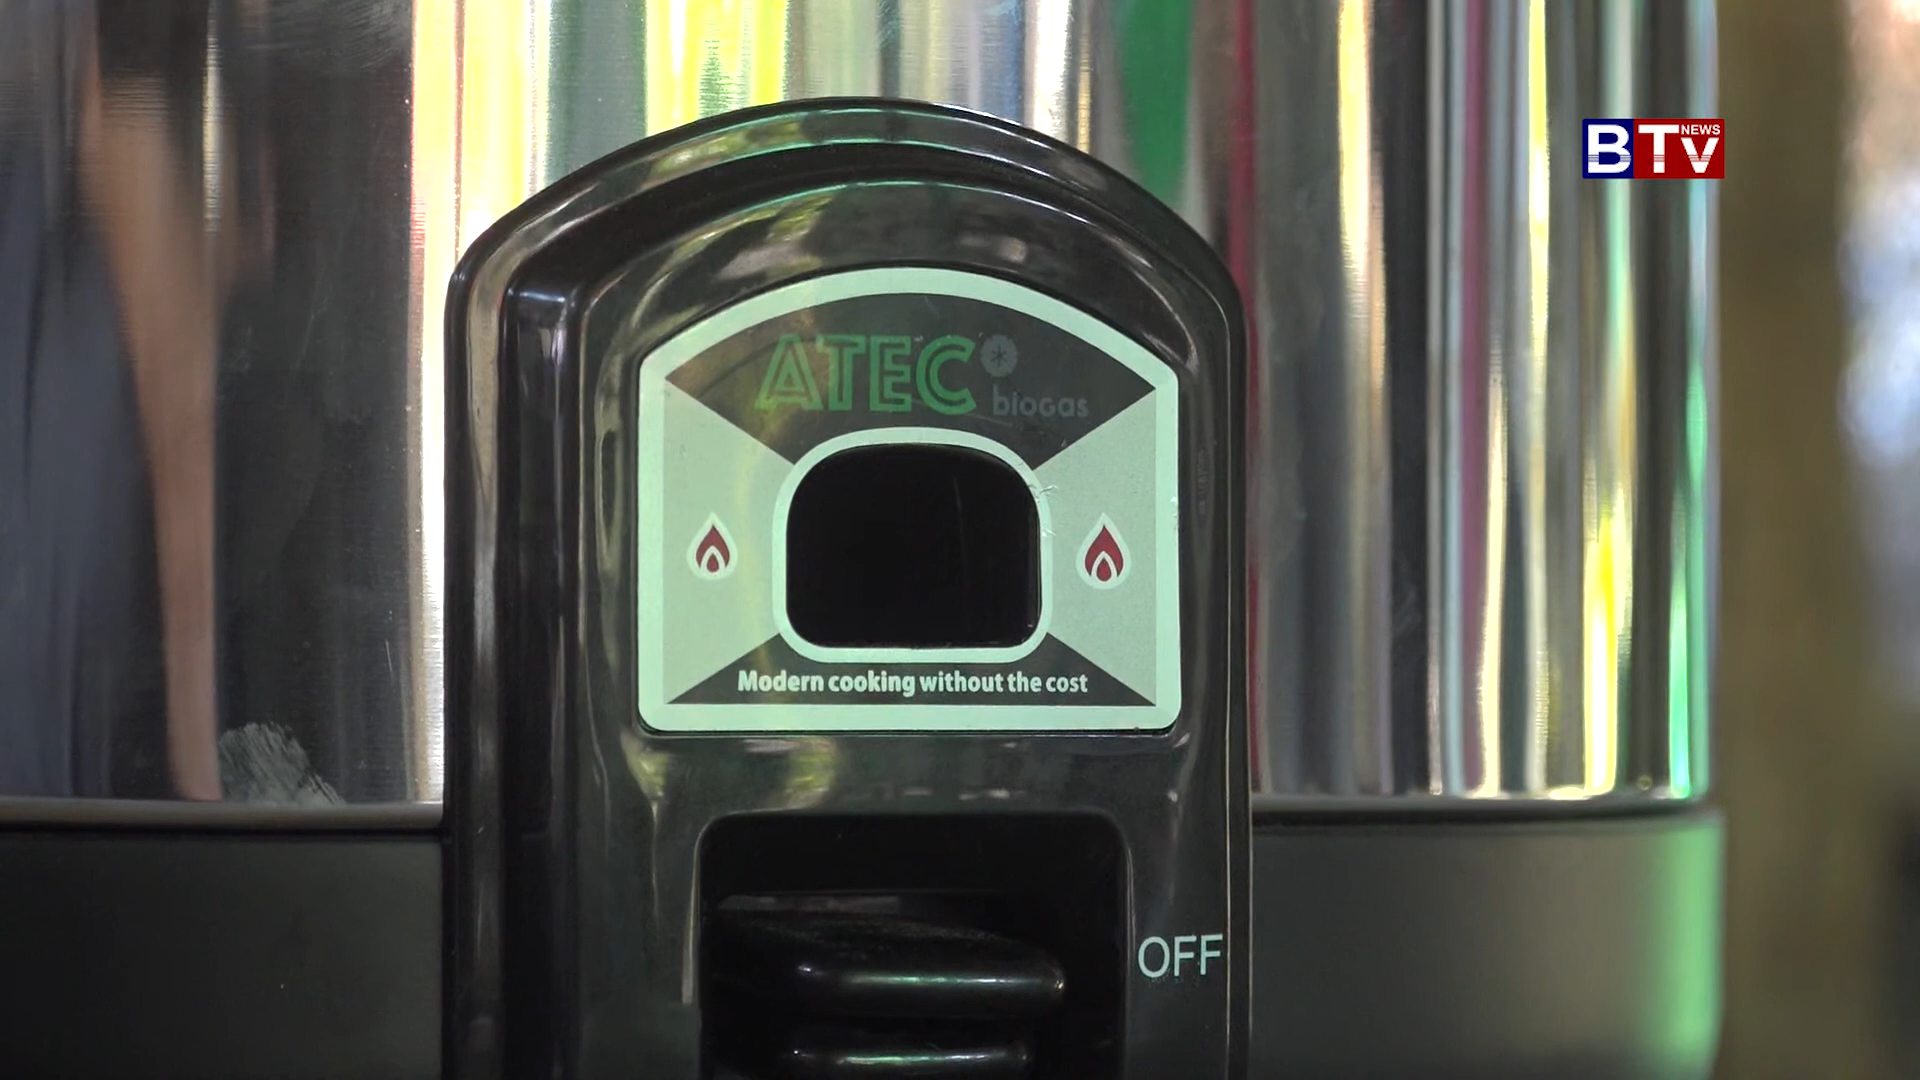 BTV NEWS
ATEC*
biogas
Modern cooking without the cost
OFF